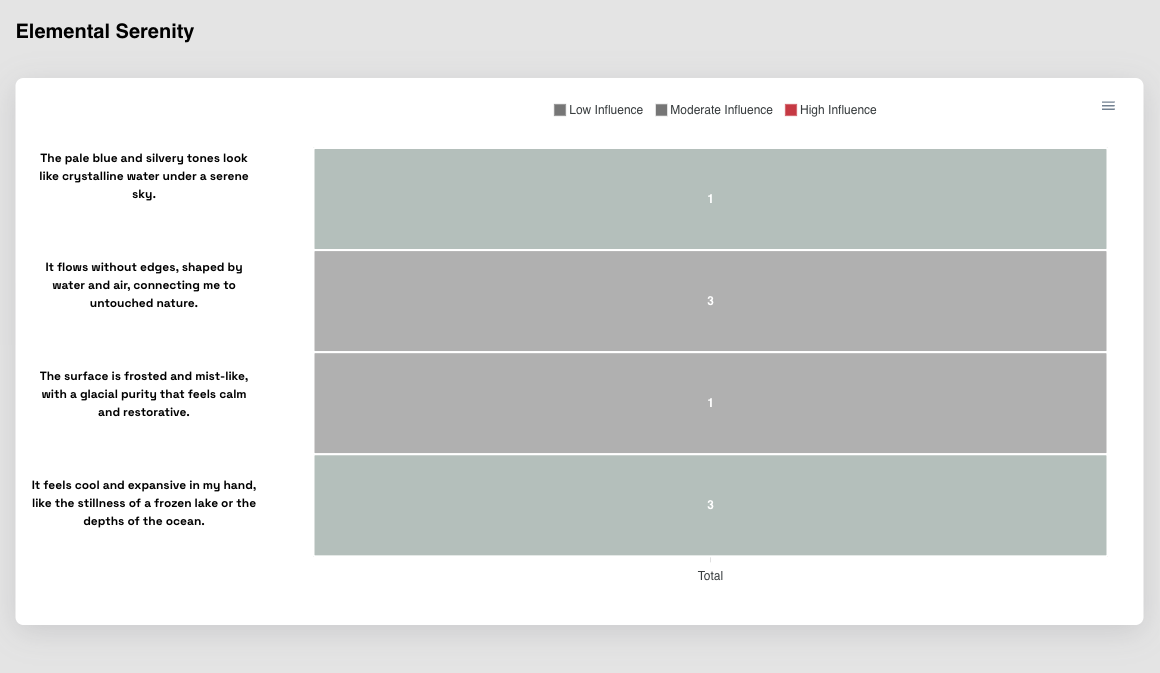 Elemental Serenity
Low Influence
Moderate Influence
High Influence
The pale blue and silvery tones look
like crystalline water under a serene
sky.
1
It flows without edges, shaped by
water and air, connecting me to
untouched nature.
3
The surface is frosted and mist-like,
with a glacial purity that feels calm
and restorative.
1
It feels cool and expansive in my hand,
like the stillness of a frozen lake or the
depths of the ocean.
3
Total